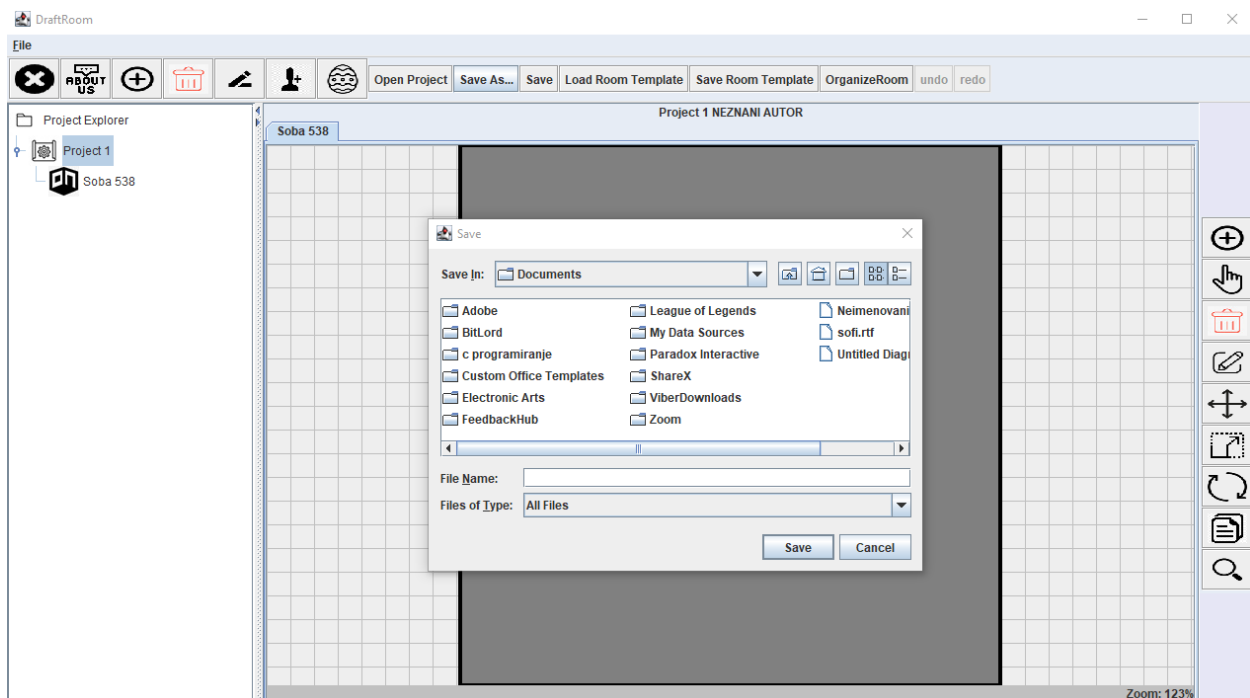 DraftRoom
File
ABOUT US
Open Project Save As... Save Load Room Template Save Room Template OrganizeRoom undo redo
Project Explorer
Project 1
Soba 538
Project 1 NEZNANI AUTOR
Soba 538
Save
Save In: Documents
Adobe
BitLord
c programiranje
Custom Office Templates
Electronic Arts
FeedbackHub
League of Legends
My Data Sources
Paradox Interactive
ShareX
ViberDownloads
Zoom
Neimenovani
sofi.rtf
Untitled Diag
File Name:
Files of Type: All Files
Save Cancel
Zoom: 123%